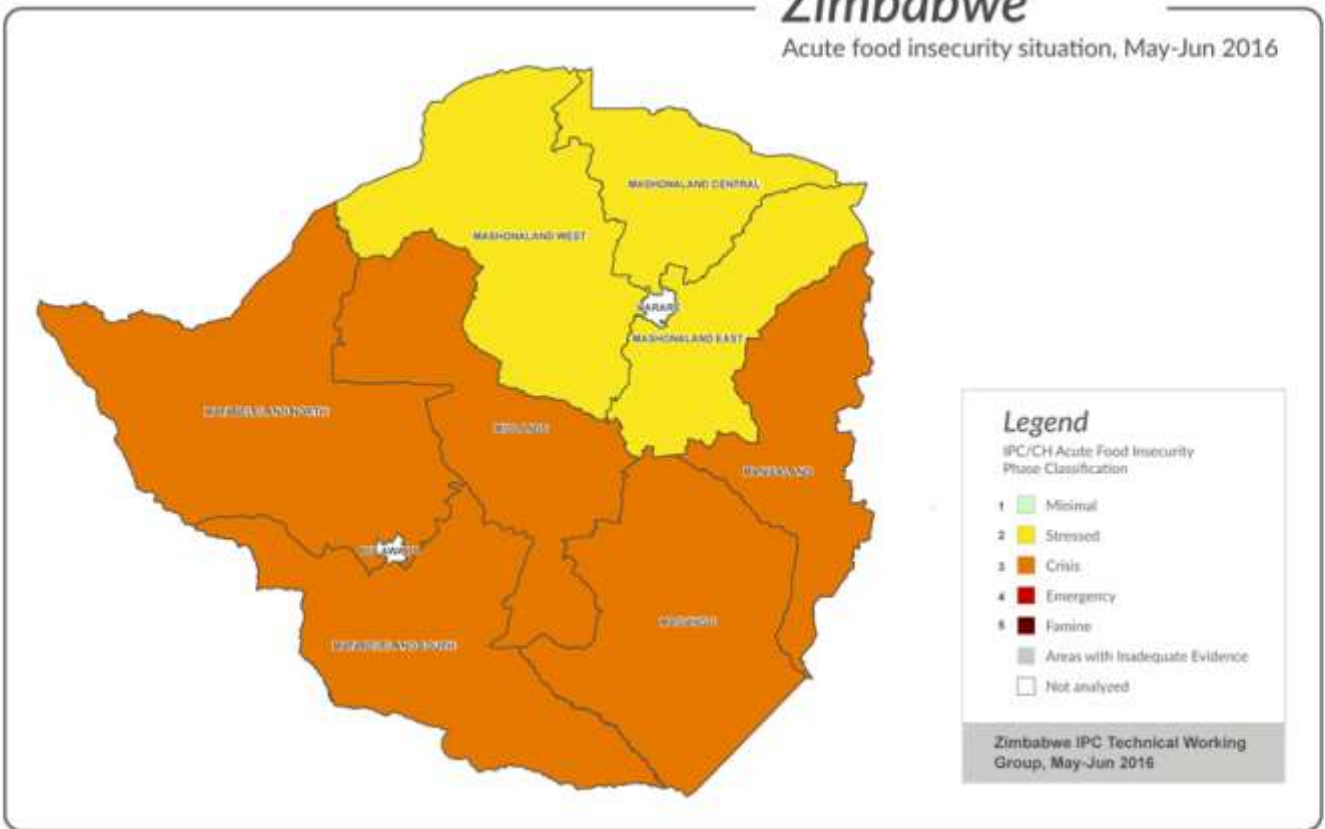 Zimbabwe
Acute food insecurity situation, May-Jun 2016
MASHONALAND CENTRAL
MASHONALAND WEST
HARARE
MASHONALAND EAST
MATABELELAND NORTH
MIDLANDS
MANICALAND
BULAWAYO
MASVINGO
MATABELELAND SOUTH
Legend
IPC/CH Acute Food Insecurity
Phase Classification
1 Minimal
2 Stressed
3 Crisis
4 Emergency
5 Famine
Areas with Inadequate Evidence
Not analyzed
Zimbabwe IPC Technical Working
Group, May-Jun 2016